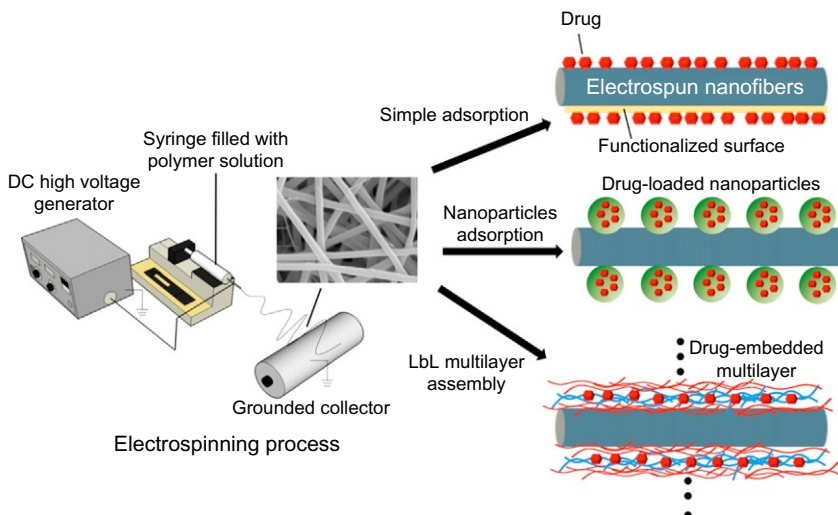 Drug
Electrospun nanofibers
Simple adsorption
Functionalized surface
Syringe filled with
polymer solution
DC high voltage
generator
Drug-loaded nanoparticles
Nanoparticles
adsorption
LbL multilayer
assembly
Drug-embedded
multilayer
Grounded collector
Electrospinning process